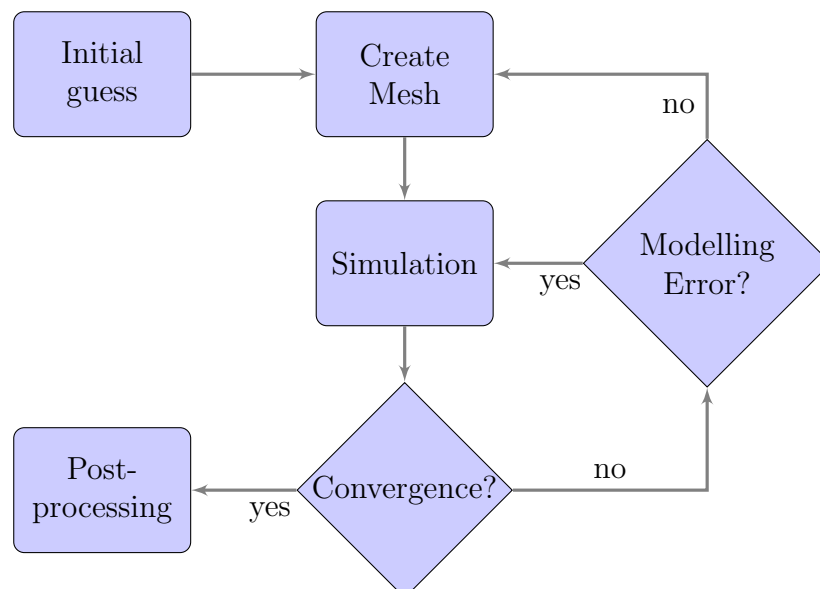 Initial
guess
Create
Mesh
no
Simulation
yes
Modelling
Error?
Post-
processing
yes
Convergence?
no